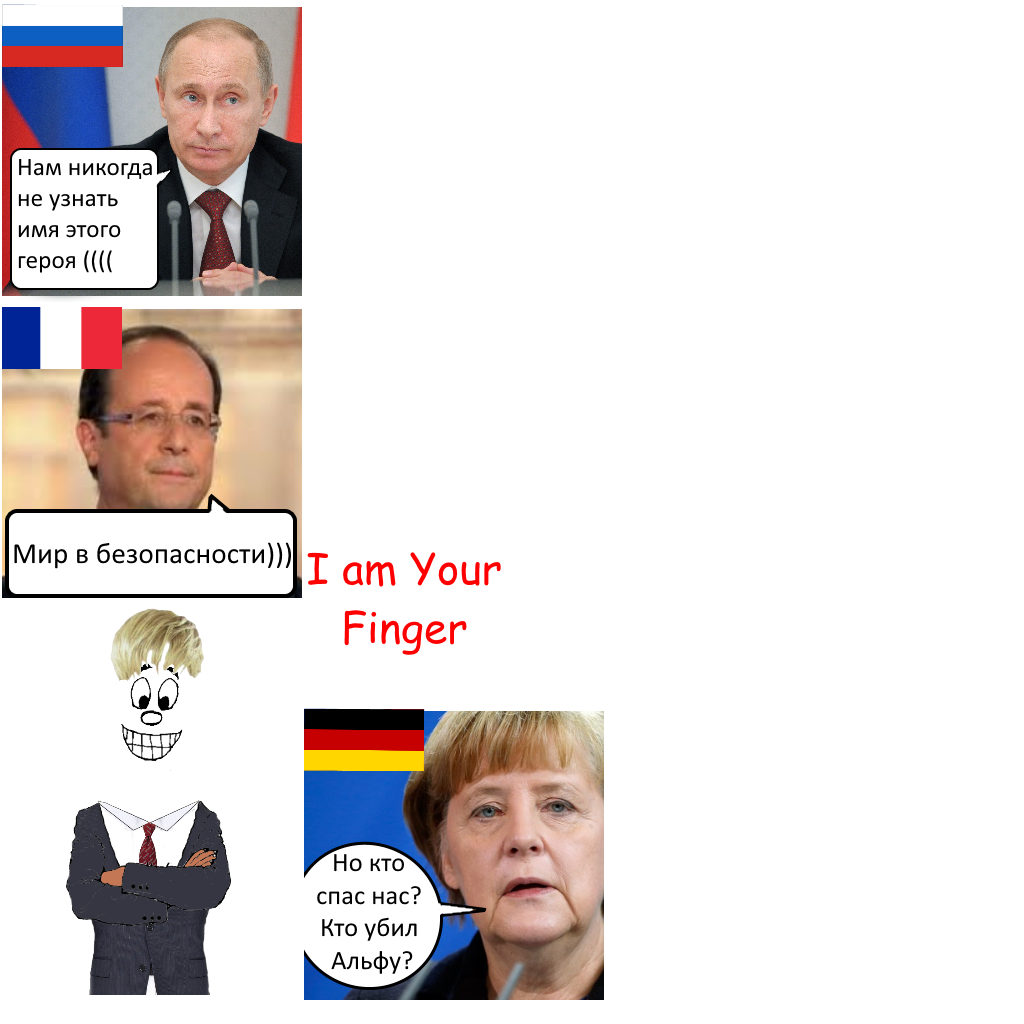 Нам никогда
не узнать
имя этого
героя ((((
Мир в безопасности)))
I am Your
Finger
Но кто
спас нас?
Кто убил
Альфу?